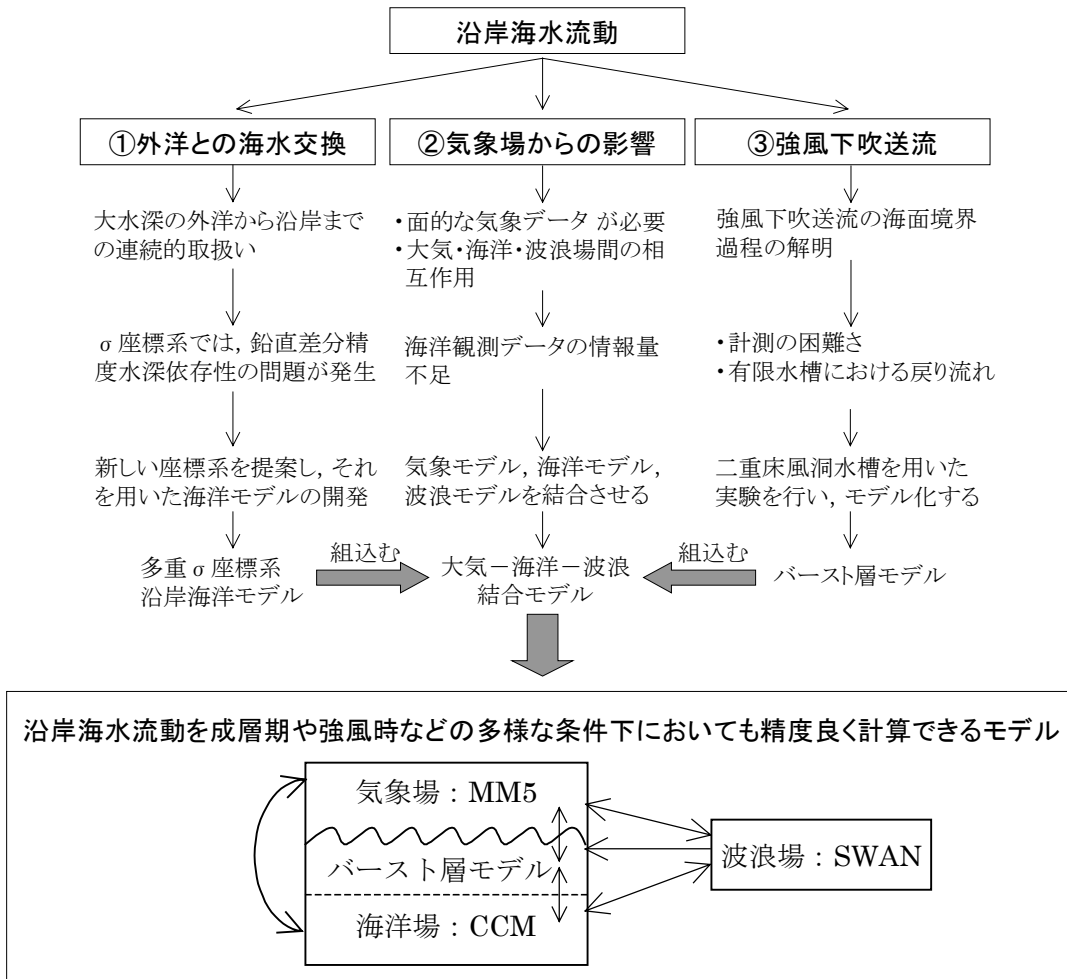 沿岸海水流動
①外洋との海水交換
大水深の外洋から沿岸まで
の連続的取扱い
σ座標系では, 鉛直差分精
度水深依存性の問題が発生
新しい座標系を提案し, それ
を用いた海洋モデルの開発
多重σ座標系
沿岸海洋モデル
組込む
②気象場からの影響
・面的な気象データ が必要
・大気・海洋・波浪場間の相
互作用
海洋観測データの情報量
不足
気象モデル, 海洋モデル,
波浪モデルを結合させる
大気－海洋－波浪
結合モデル
③強風下吹送流
強風下吹送流の海面境界
過程の解明
・計測の困難さ
・有限水槽における戻り流れ
二重床風洞水槽を用いた
実験を行い, モデル化する
組込む
バースト層モデル
沿岸海水流動を成層期や強風時などの多様な条件下においても精度良く計算できるモデル
気象場：MM5
バースト層モデル
海洋場：CCM
波浪場：SWAN